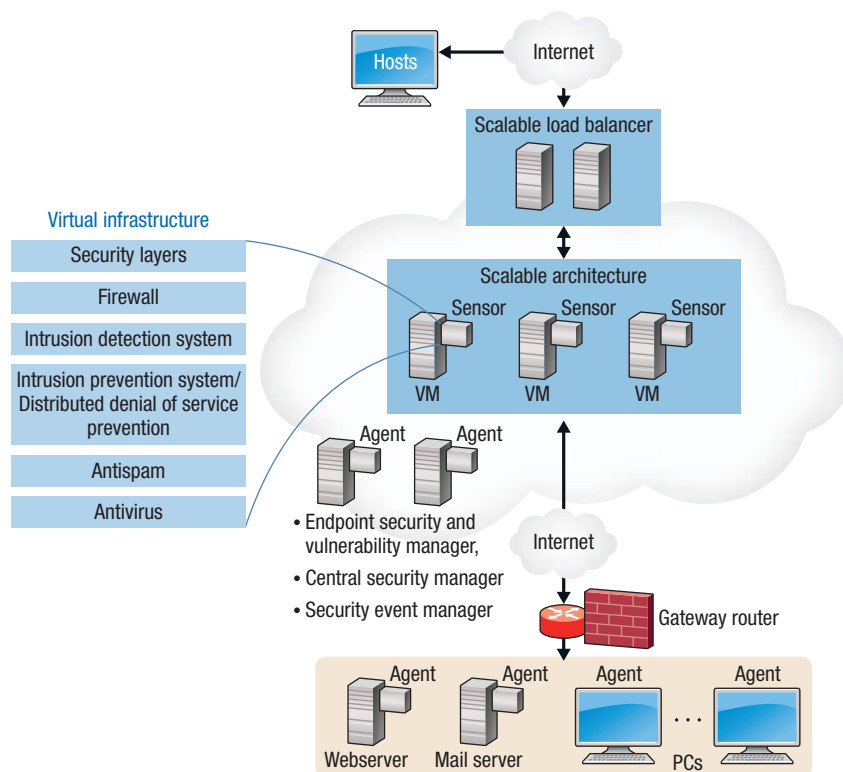 Hosts
Internet
Scalable load balancer
Virtual infrastructure
Security layers
Firewall
Intrusion detection system
Intrusion prevention system/
Distributed denial of service
prevention
Antispam
Antivirus
Scalable architecture
Sensor
Sensor
Sensor
VM
VM
VM
Agent
Agent
• Endpoint security and
vulnerability manager,
• Central security manager
• Security event manager
Internet
Gateway router
Agent
Agent
Agent
Agent
. . .
Webserver
Mail server
PCs